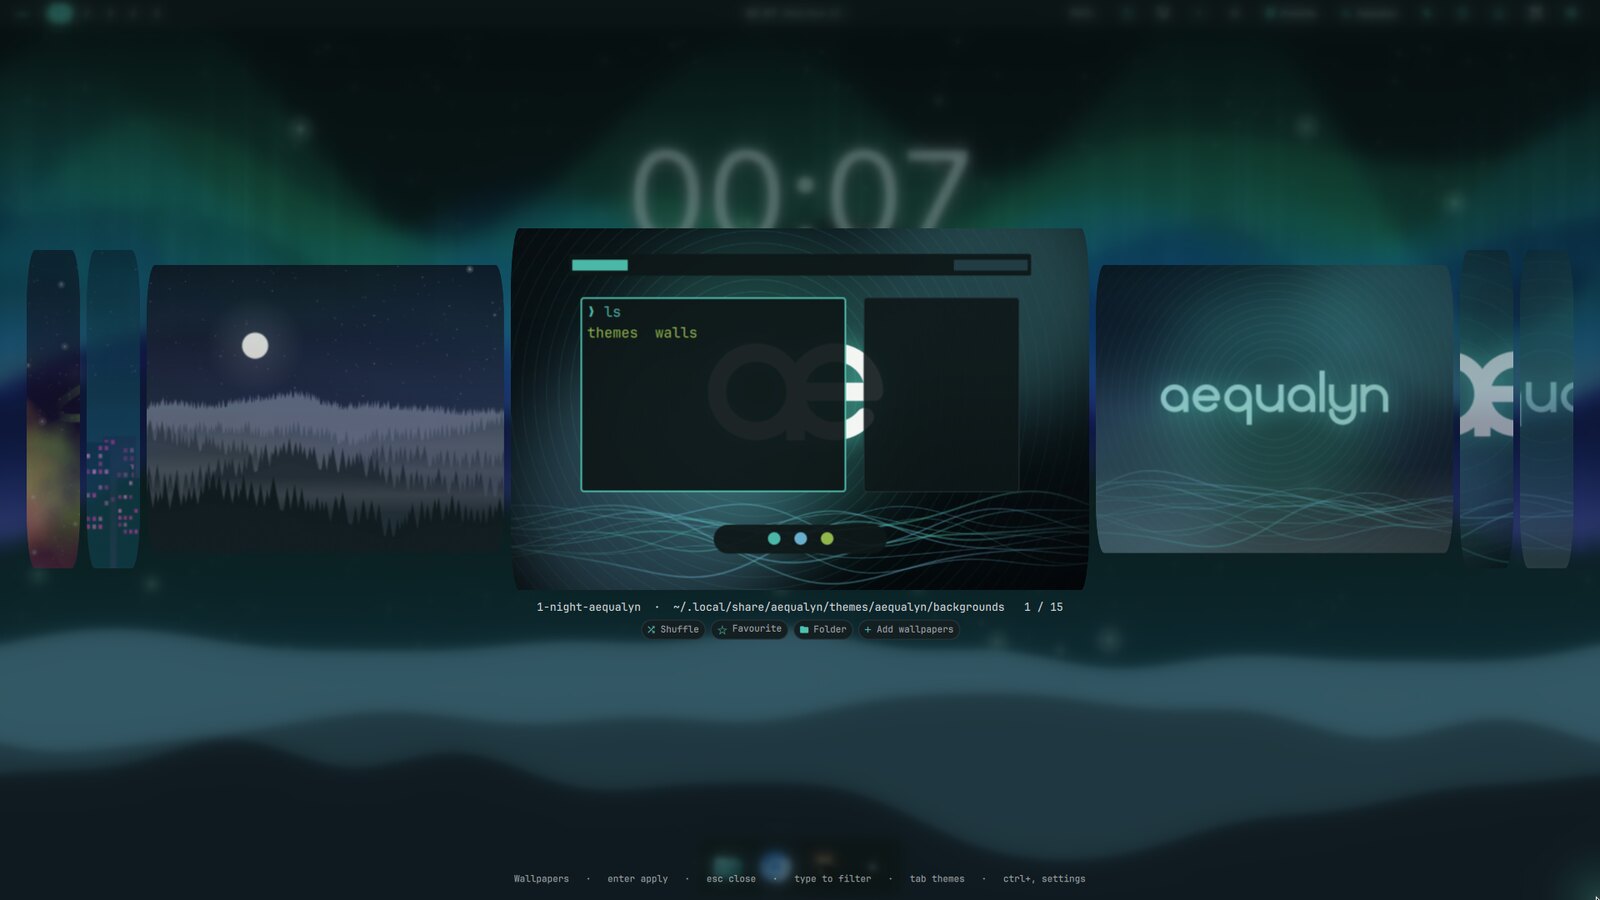 00:07
❯ ls
themes walls
æ
aequalyn
1-night-aequalyn · ~/.local/share/aequalyn/themes/aequalyn/backgrounds 1 / 15
Shuffle Favourite Folder + Add wallpapers
Wallpapers · enter apply · esc close · type to filter · tab themes · ctrl+, settings